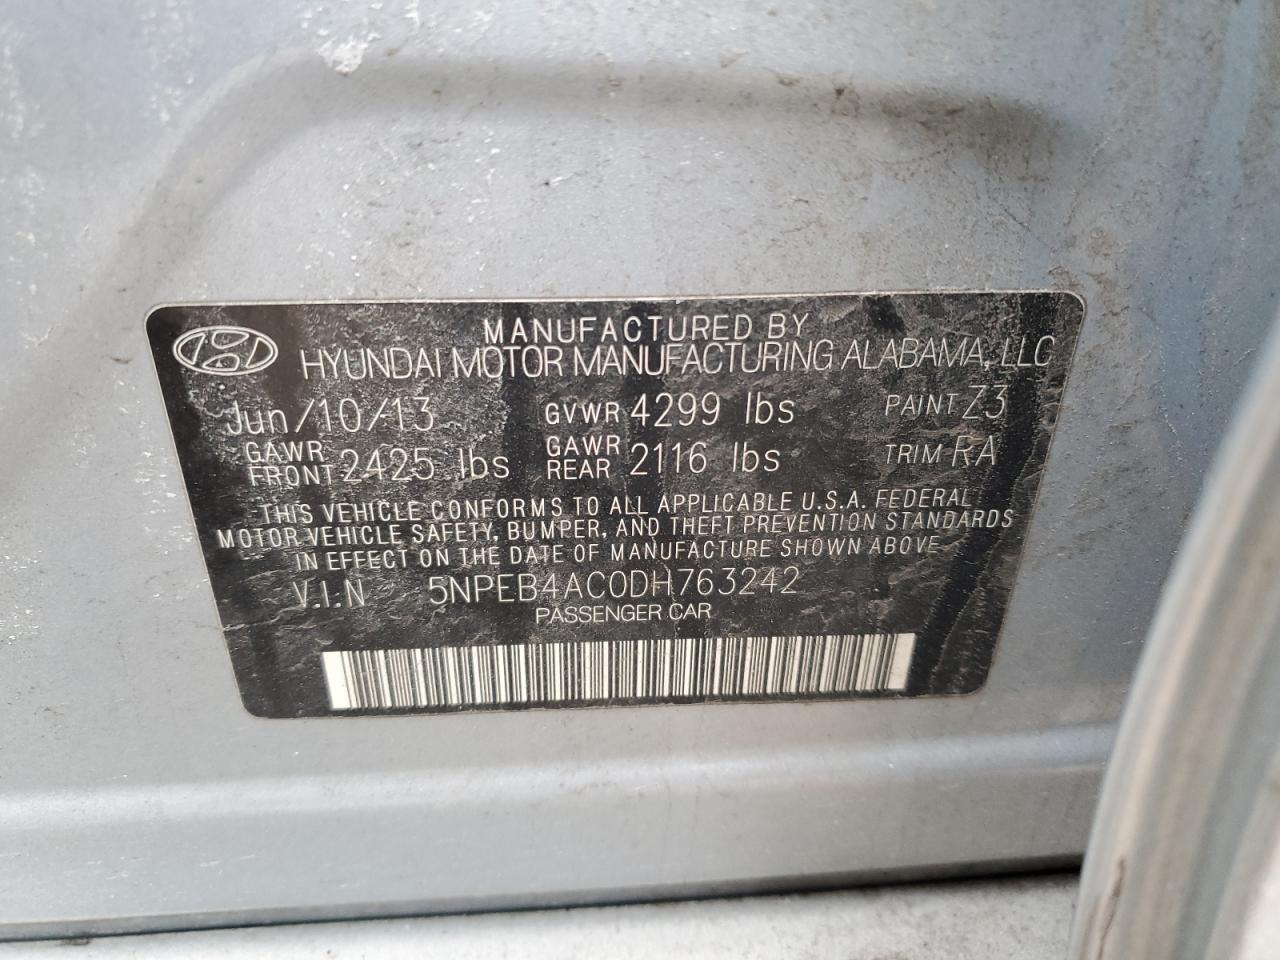 MANUFACTURED BY
HYUNDAI MOTOR MANUFACTURING ALABAMA, LLC
Jun/10/13 GVWR 4299 lbs PAINT Z3
GAWR FRONT 2425 lbs GAWR REAR 2116 lbs TRIM RA
THIS VEHICLE CONFORMS TO ALL APPLICABLE U.S.A. FEDERAL
MOTOR VEHICLE SAFETY, BUMPER, AND THEFT PREVENTION STANDARDS
IN EFFECT ON THE DATE OF MANUFACTURE SHOWN ABOVE
V.I.N 5NPEB4AC0DH763242
PASSENGER CAR